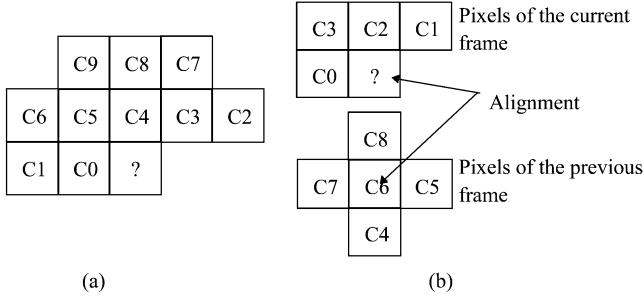 C9 C8 C7
C6 C5 C4 C3 C2
C1 C0 ?
(a)
C3 C2 C1
C0 ?
Pixels of the current
frame
Alignment
C8
C7 C6 C5
C4
Pixels of the previous
frame
(b)